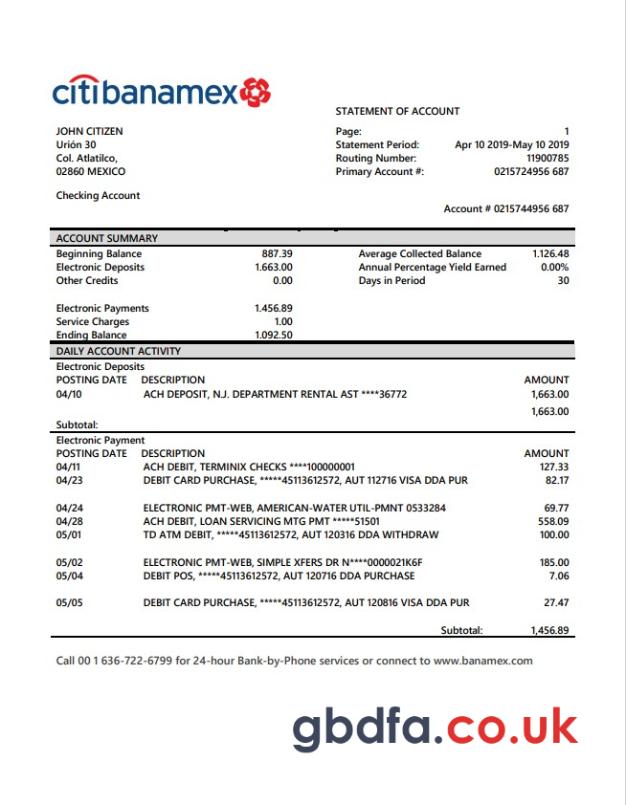 citibanamex
STATEMENT OF ACCOUNT
JOHN CITIZEN
Urión 30
Col. Atlatilco,
02860 MEXICO
Page: 1
Statement Period: Apr 10 2019-May 10 2019
Routing Number: 11900785
Primary Account #: 0215724956 687
Checking Account
Account # 0215744956 687
ACCOUNT SUMMARY
Beginning Balance 887.39 Average Collected Balance 1.126.48
Electronic Deposits 1.663.00 Annual Percentage Yield Earned 0.00%
Other Credits 0.00 Days in Period 30
Electronic Payments 1.456.89
Service Charges 1.00
Ending Balance 1.092.50
DAILY ACCOUNT ACTIVITY
Electronic Deposits
POSTING DATE DESCRIPTION AMOUNT
04/10 ACH DEPOSIT, N.J. DEPARTMENT RENTAL AST ****36772 1,663.00
1,663.00
Subtotal:
Electronic Payment
POSTING DATE DESCRIPTION AMOUNT
04/11 ACH DEBIT, TERMINIX CHECKS ****100000001 127.33
04/23 DEBIT CARD PURCHASE, *****45113612572, AUT 112716 VISA DDA PUR 82.17
04/24 ELECTRONIC PMT-WEB, AMERICAN-WATER UTIL-PMNT 0533284 69.77
04/28 ACH DEBIT, LOAN SERVICING MTG PMT *****51501 558.09
05/01 TD ATM DEBIT, *****45113612572, AUT 120316 DDA WITHDRAW 100.00
05/02 ELECTRONIC PMT-WEB, SIMPLE XFERS DR N****0000021K6F 185.00
05/04 DEBIT POS, *****45113612572, AUT 120716 DDA PURCHASE 7.06
05/05 DEBIT CARD PURCHASE, *****45113612572, AUT 120816 VISA DDA PUR 27.47
Subtotal: 1,456.89
Call 00 1 636-722-6799 for 24-hour Bank-by-Phone services or connect to www.banamex.com
gbdfa.co.uk